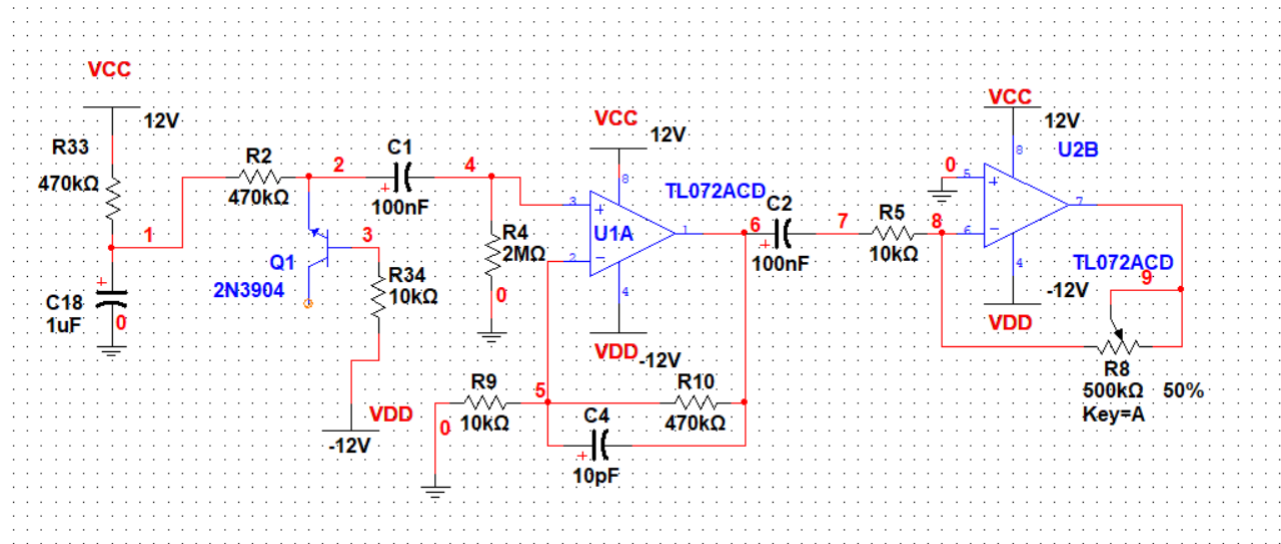 VCC
12V
R33
470kΩ
1
C18
1uF
0
R2
470kΩ
2
Q1
2N3904
3
R34
10kΩ
VDD
-12V
C1
100nF
4
R4
2MΩ
0
VCC
12V
8
3
U1A
2
1
4
TL072ACD
VDD
-12V
R9
10kΩ
0
5
C4
10pF
R10
470kΩ
6
C2
100nF
7
R5
10kΩ
8
0
VCC
12V
U2B
8
5
6
7
4
TL072ACD
-12V
VDD
9
R8
500kΩ
50%
Key=A